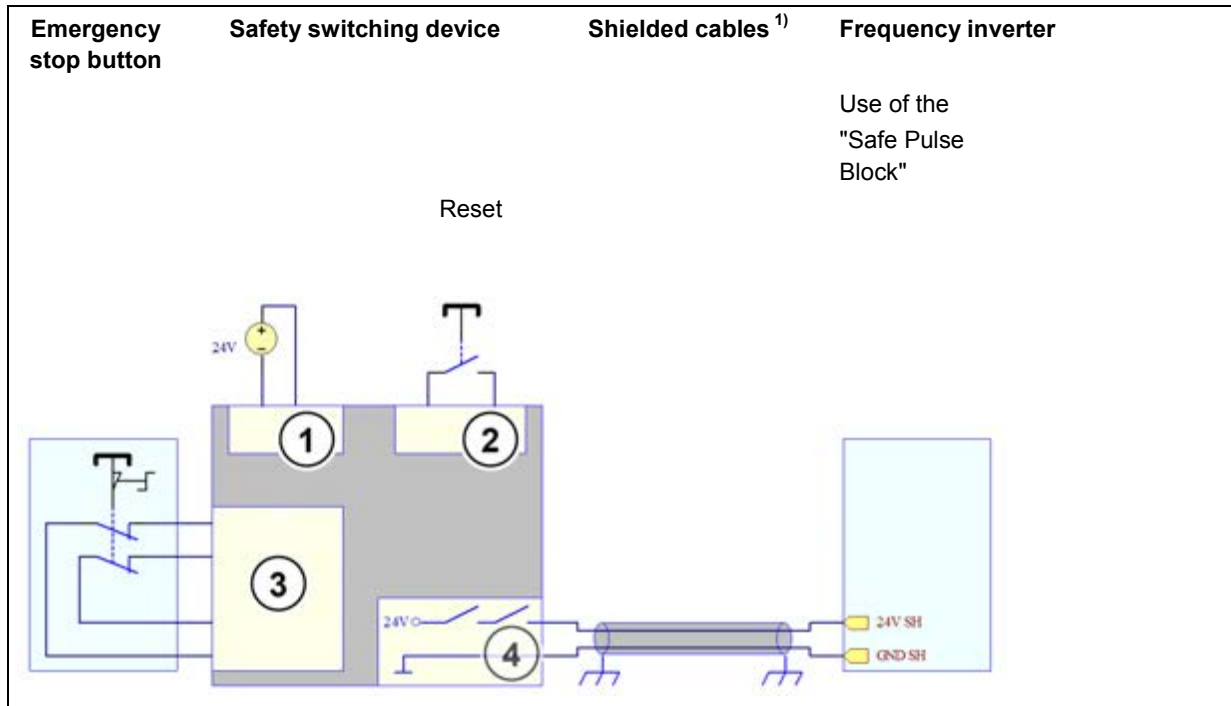 Emergency
stop button
Safety switching device
Shielded cables 1)
Frequency inverter
Use of the
"Safe Pulse
Block"
Reset
24V
1
2
3
24V
4
24V SH
GND SH